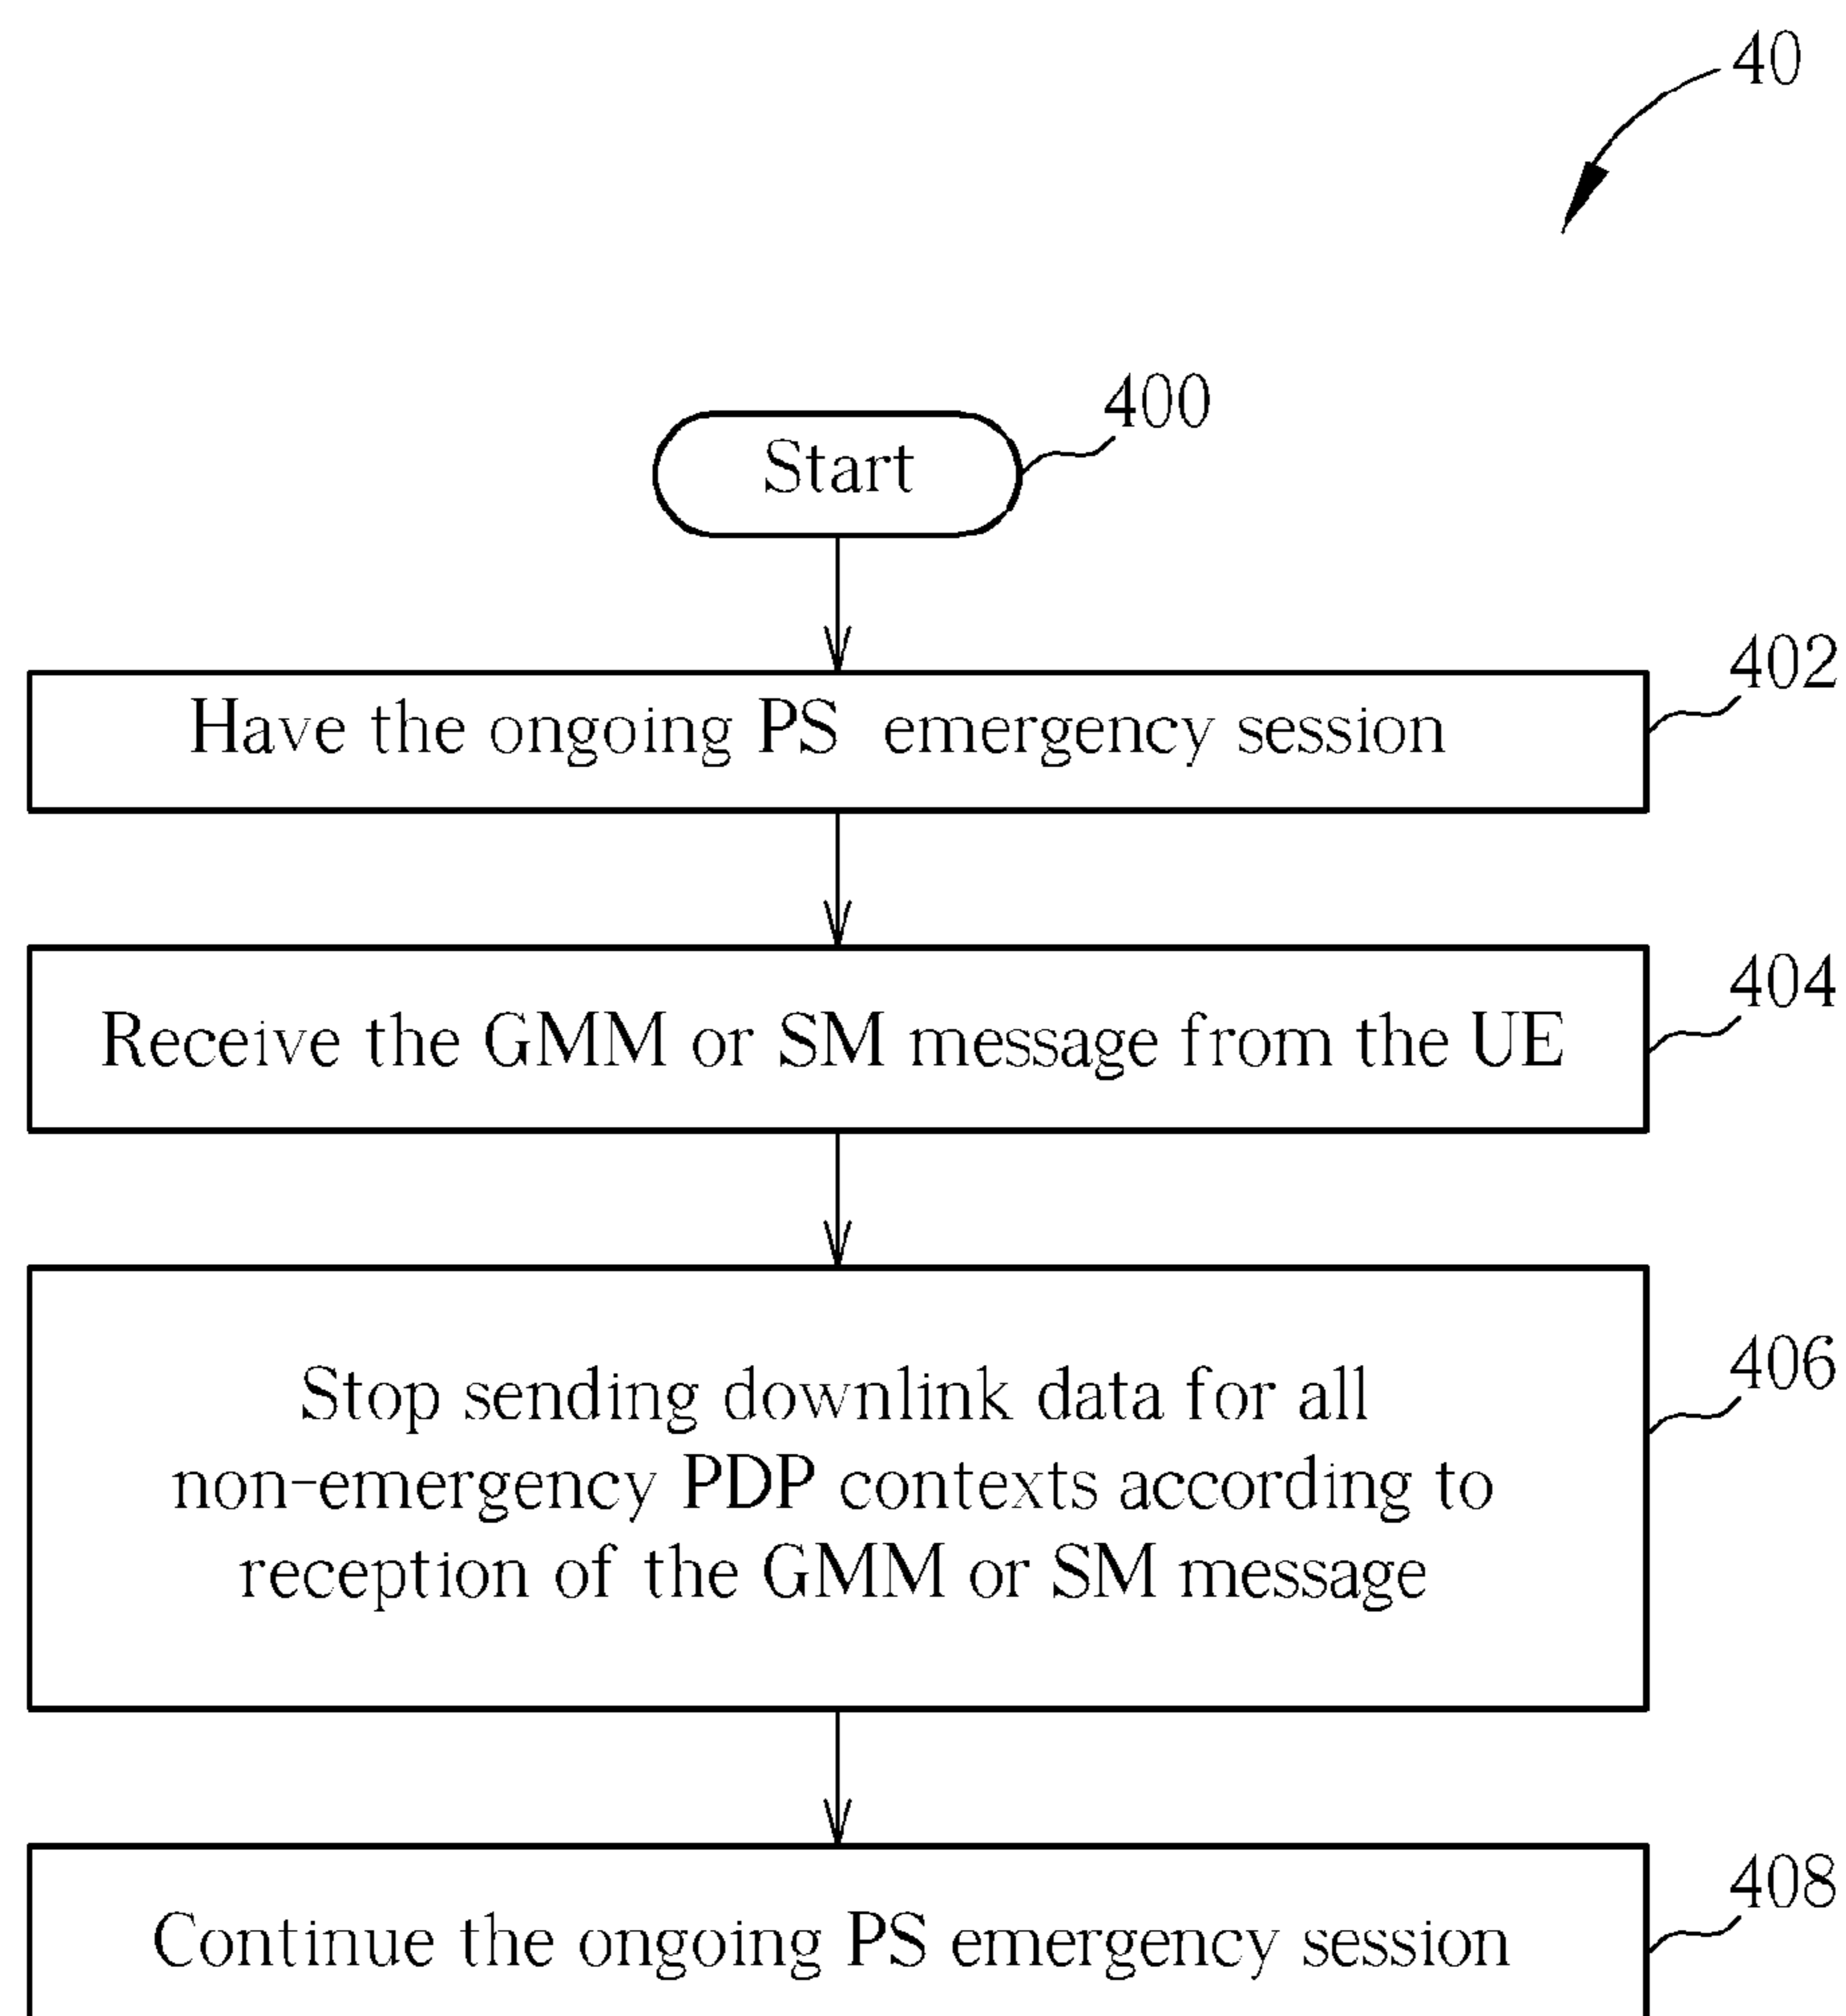 40
400
Start
402
Have the ongoing PS emergency session
404
Receive the GMM or SM message from the UE
406
Stop sending downlink data for all
non-emergency PDP contexts according to
reception of the GMM or SM message
408
Continue the ongoing PS emergency session